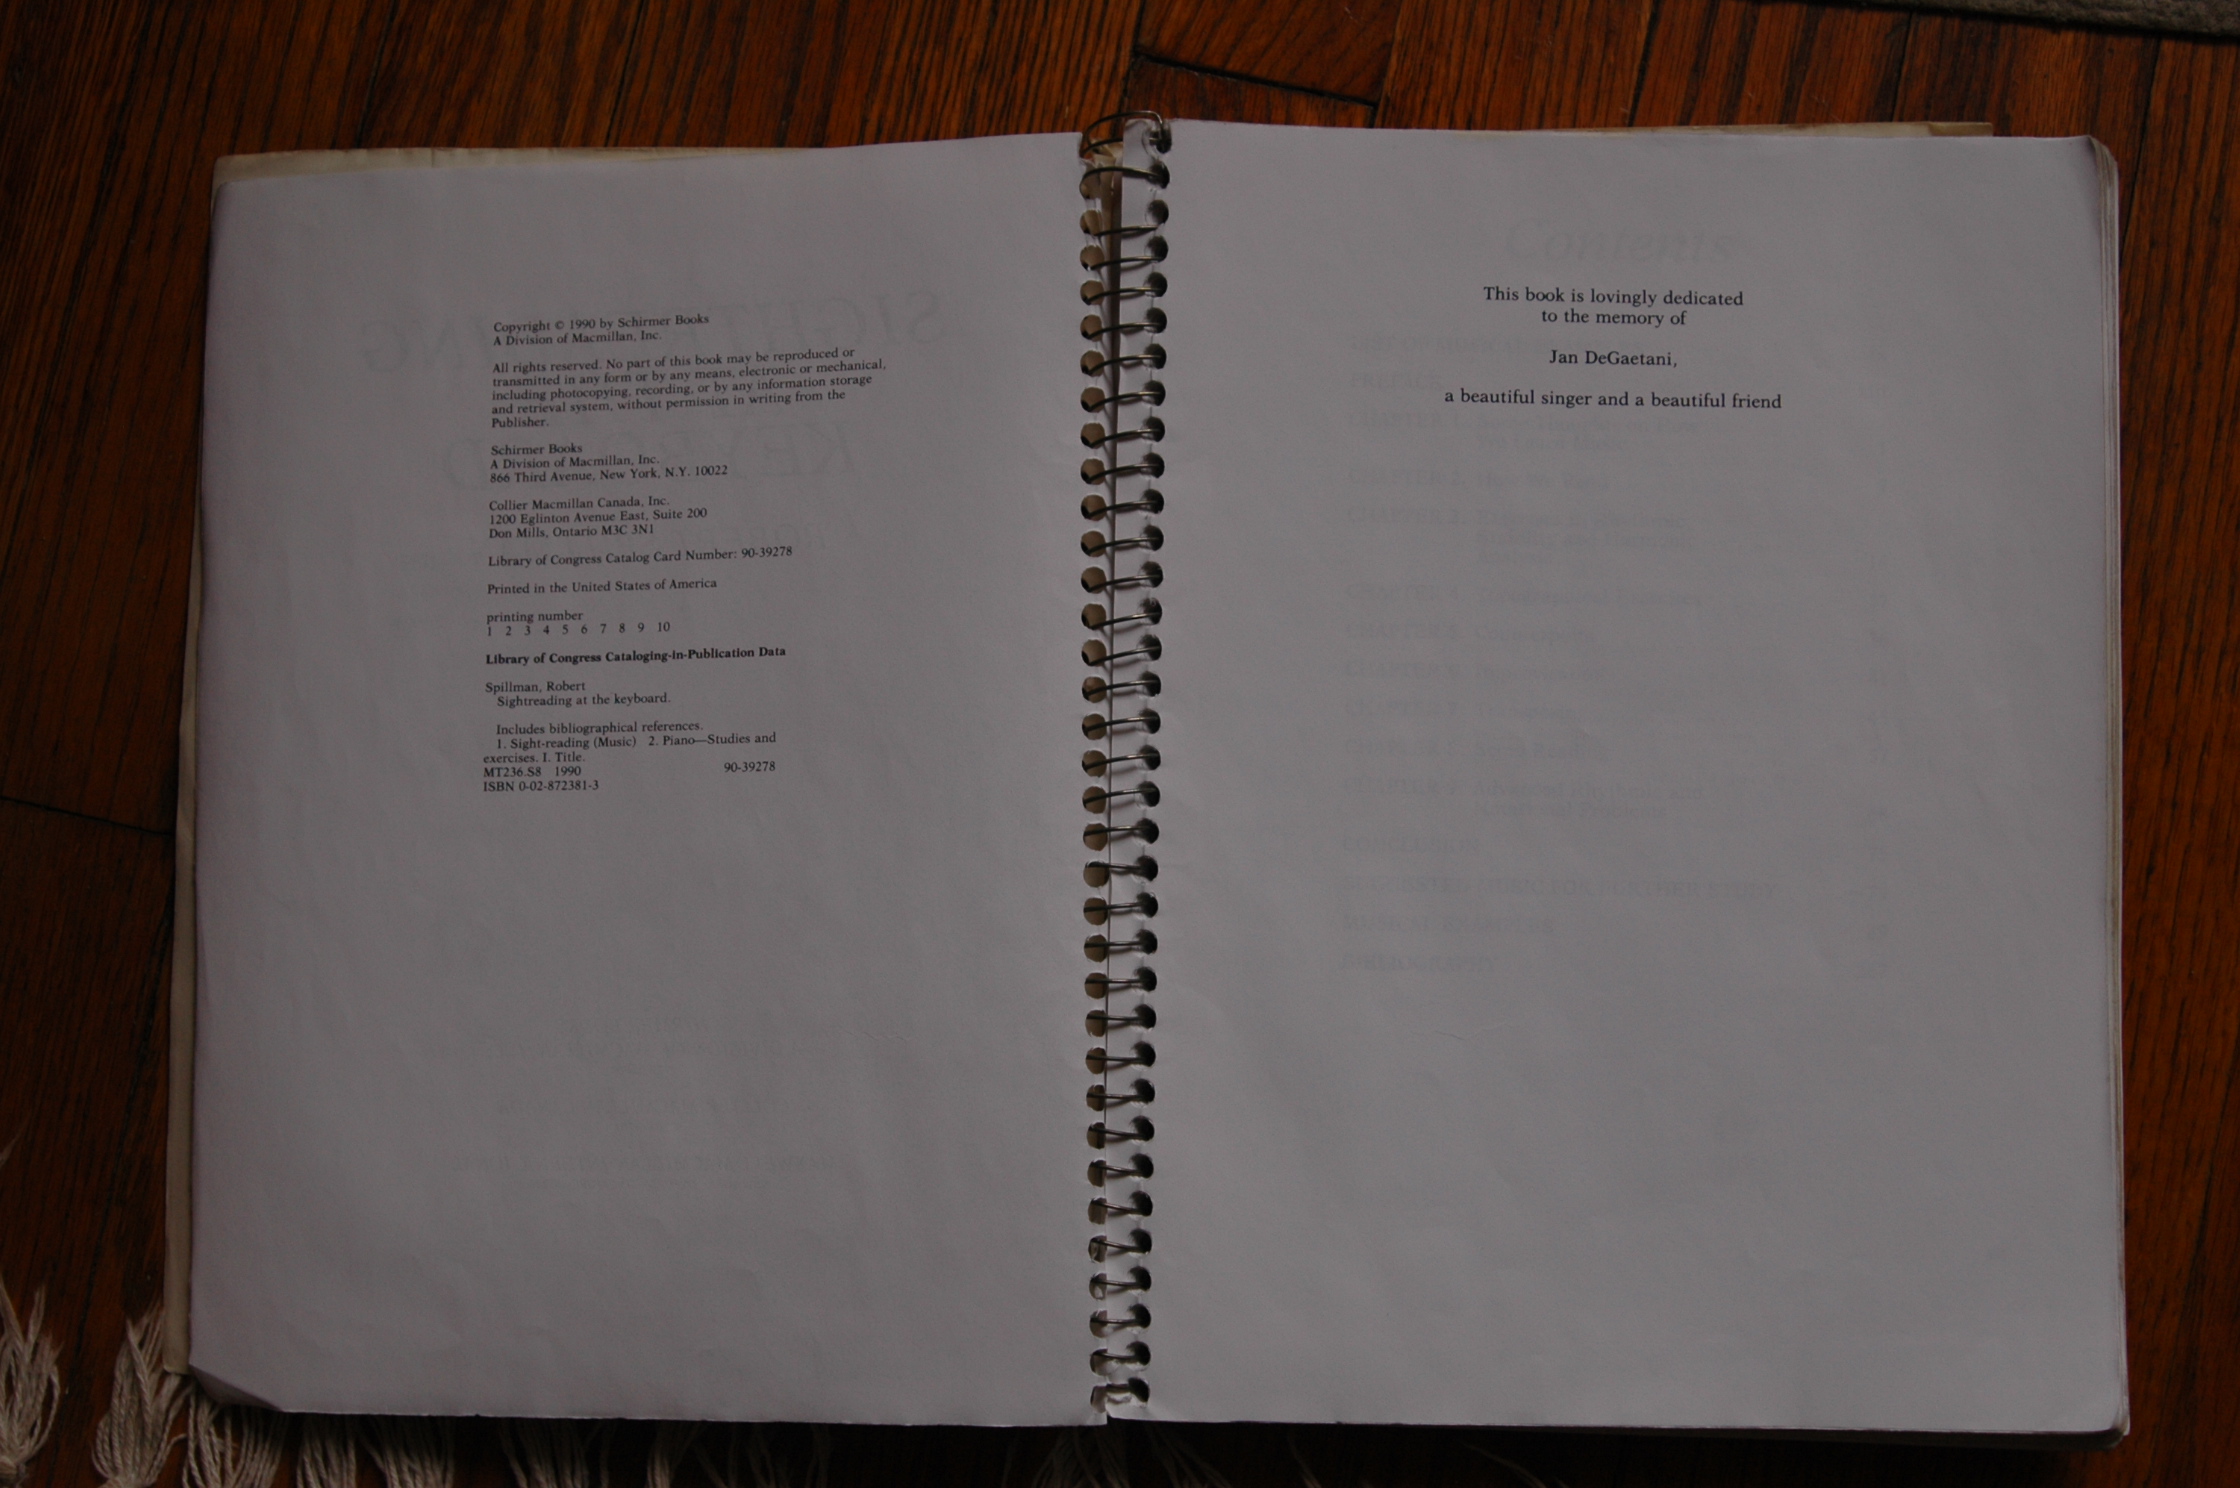 Copyright © 1990 by Schirmer Books
A Division of Macmillan, Inc.
All rights reserved. No part of this book may be reproduced or
transmitted in any form or by any means, electronic or mechanical,
including photocopying, recording, or by any information storage
and retrieval system, without permission in writing from the
Publisher.
Schirmer Books
A Division of Macmillan, Inc.
866 Third Avenue, New York, N.Y. 10022
Collier Macmillan Canada, Inc.
1200 Eglinton Avenue East, Suite 200
Don Mills, Ontario M3C 3N1
Library of Congress Catalog Card Number: 90-39278
Printed in the United States of America
printing number
1 2 3 4 5 6 7 8 9 10
Library of Congress Cataloging-in-Publication Data
Spillman, Robert
Sightreading at the keyboard.
Includes bibliographical references.
1. Sight-reading (Music) 2. Piano—Studies and
exercises. I. Title.
MT236.S8 1990 90-39278
ISBN 0-02-872381-3
Contents
This book is lovingly dedicated
to the memory of
Jan DeGaetani,
a beautiful singer and a beautiful friend